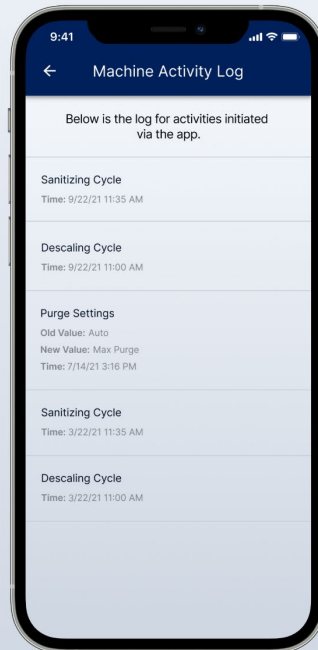 9:41
Machine Activity Log
Below is the log for activities initiated
via the app.
Sanitizing Cycle
Time: 9/22/21 11:35 AM
Descaling Cycle
Time: 9/22/21 11:00 AM
Purge Settings
Old Value: Auto
New Value: Max Purge
Time: 7/14/21 3:16 PM
Sanitizing Cycle
Time: 3/22/21 11:35 AM
Descaling Cycle
Time: 3/22/21 11:00 AM